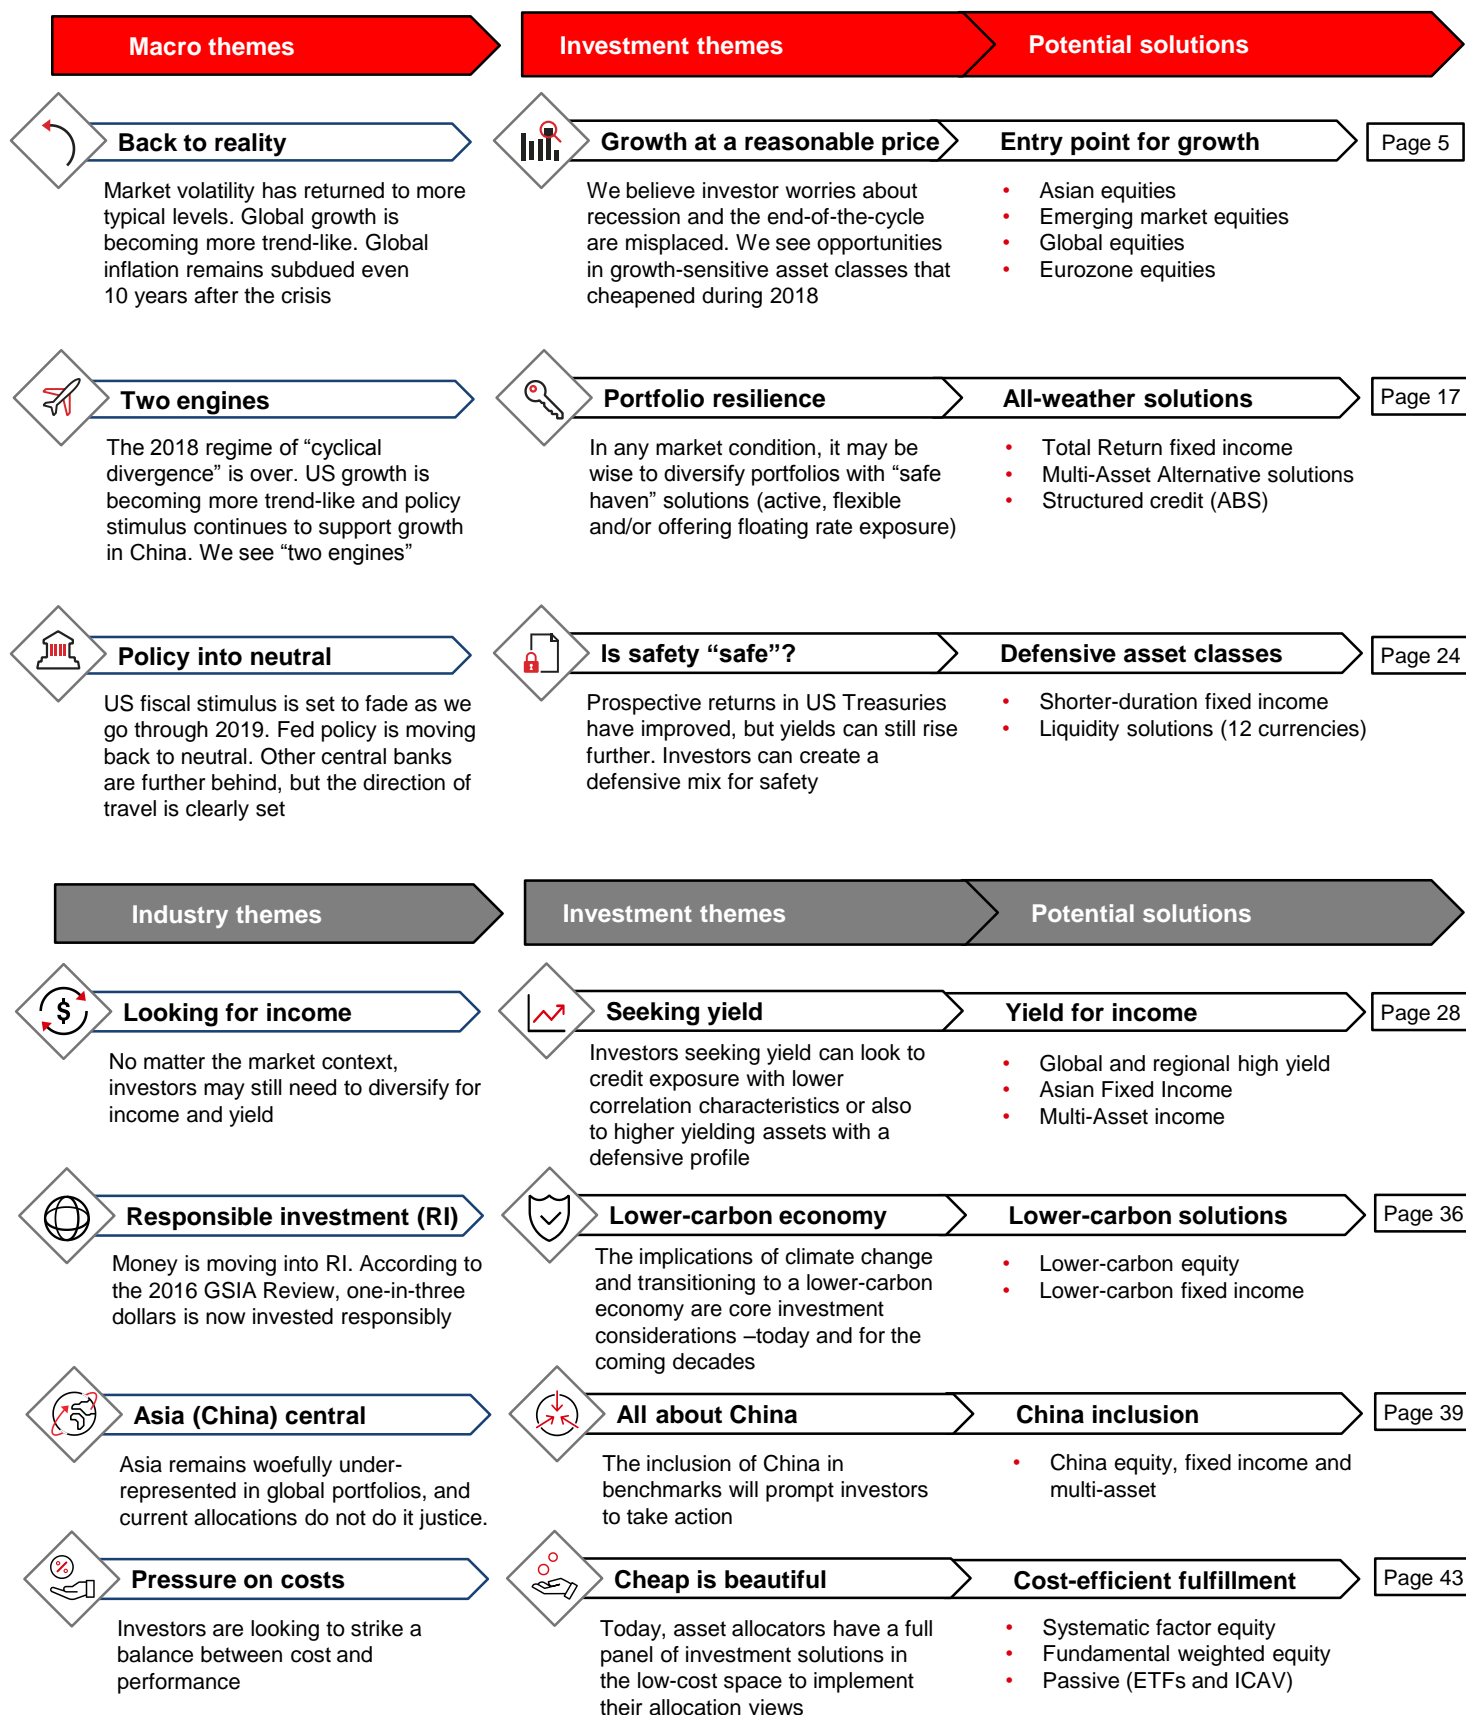 Macro themes
Investment themes
Potential solutions
Back to reality
Growth at a reasonable price
Entry point for growth
Page 5
Market volatility has returned to more
typical levels. Global growth is
becoming more trend-like. Global
inflation remains subdued even
10 years after the crisis
We believe investor worries about
recession and the end-of-the-cycle
are misplaced. We see opportunities
in growth-sensitive asset classes that
cheapened during 2018
• Asian equities
• Emerging market equities
• Global equities
• Eurozone equities
Two engines
Portfolio resilience
All-weather solutions
Page 17
The 2018 regime of “cyclical
divergence” is over. US growth is
becoming more trend-like and policy
stimulus continues to support growth
in China. We see “two engines”
In any market condition, it may be
wise to diversify portfolios with “safe
haven” solutions (active, flexible
and/or offering floating rate exposure)
• Total Return fixed income
• Multi-Asset Alternative solutions
• Structured credit (ABS)
Policy into neutral
Is safety “safe”?
Defensive asset classes
Page 24
US fiscal stimulus is set to fade as we
go through 2019. Fed policy is moving
back to neutral. Other central banks
are further behind, but the direction of
travel is clearly set
Prospective returns in US Treasuries
have improved, but yields can still rise
further. Investors can create a
defensive mix for safety
• Shorter-duration fixed income
• Liquidity solutions (12 currencies)
Industry themes
Investment themes
Potential solutions
$
Looking for income
Seeking yield
Yield for income
Page 28
No matter the market context,
investors may still need to diversify for
income and yield
Investors seeking yield can look to
credit exposure with lower
correlation characteristics or also
to higher yielding assets with a
defensive profile
• Global and regional high yield
• Asian Fixed Income
• Multi-Asset income
Responsible investment (RI)
Lower-carbon economy
Lower-carbon solutions
Page 36
Money is moving into RI. According to
the 2016 GSIA Review, one-in-three
dollars is now invested responsibly
The implications of climate change
and transitioning to a lower-carbon
economy are core investment
considerations –today and for the
coming decades
• Lower-carbon equity
• Lower-carbon fixed income
Asia (China) central
All about China
China inclusion
Page 39
Asia remains woefully under-
represented in global portfolios, and
current allocations do not do it justice.
The inclusion of China in
benchmarks will prompt investors
to take action
• China equity, fixed income and
multi-asset
%
Pressure on costs
Cheap is beautiful
Cost-efficient fulfillment
Page 43
Investors are looking to strike a
balance between cost and
performance
Today, asset allocators have a full
panel of investment solutions in
the low-cost space to implement
their allocation views
• Systematic factor equity
• Fundamental weighted equity
• Passive (ETFs and ICAV)